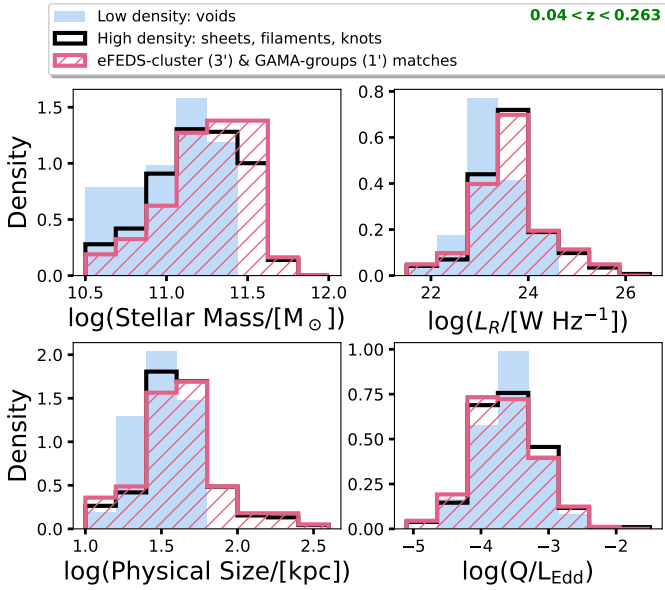 Low density: voids
0.04 < z < 0.263
High density: sheets, filaments, knots
eFEDS-cluster (3') & GAMA-groups (1') matches
Density
1.5
1.0
0.5
0.0
10.5 11.0 11.5 12.0
log(Stellar Mass/[M⊙])
0.8
0.6
0.4
0.2
0.0
22 24 26
log(L_R/[W Hz⁻¹])
Density
2.0
1.5
1.0
0.5
0.0
1.0 1.5 2.0 2.5
log(Physical Size/[kpc])
1.00
0.75
0.50
0.25
0.00
−5 −4 −3 −2
log(Q/L_Edd)